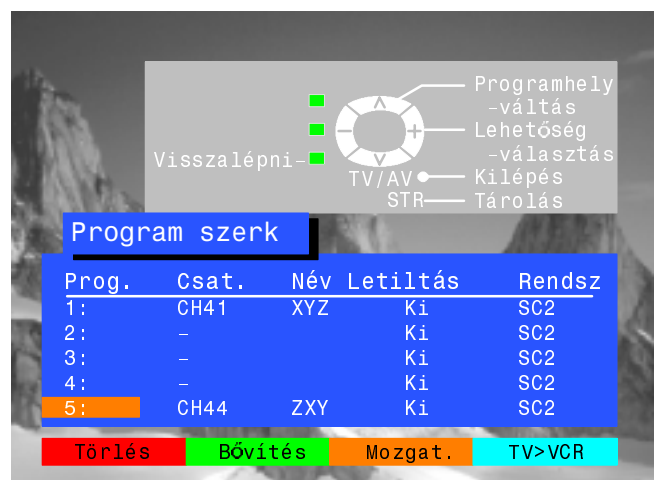 Programhely
-váltás
Lehetőség
-választás
Visszalépni-
TV/AV Kilépés
STR Tárolás
Program szerk
Prog. Csat. Név Letiltás Rendsz
1: CH41 XYZ Ki SC2
2: - Ki SC2
3: - Ki SC2
4: - Ki SC2
5: CH44 ZXY Ki SC2
Törlés Bővítés Mozgat. TV>VCR